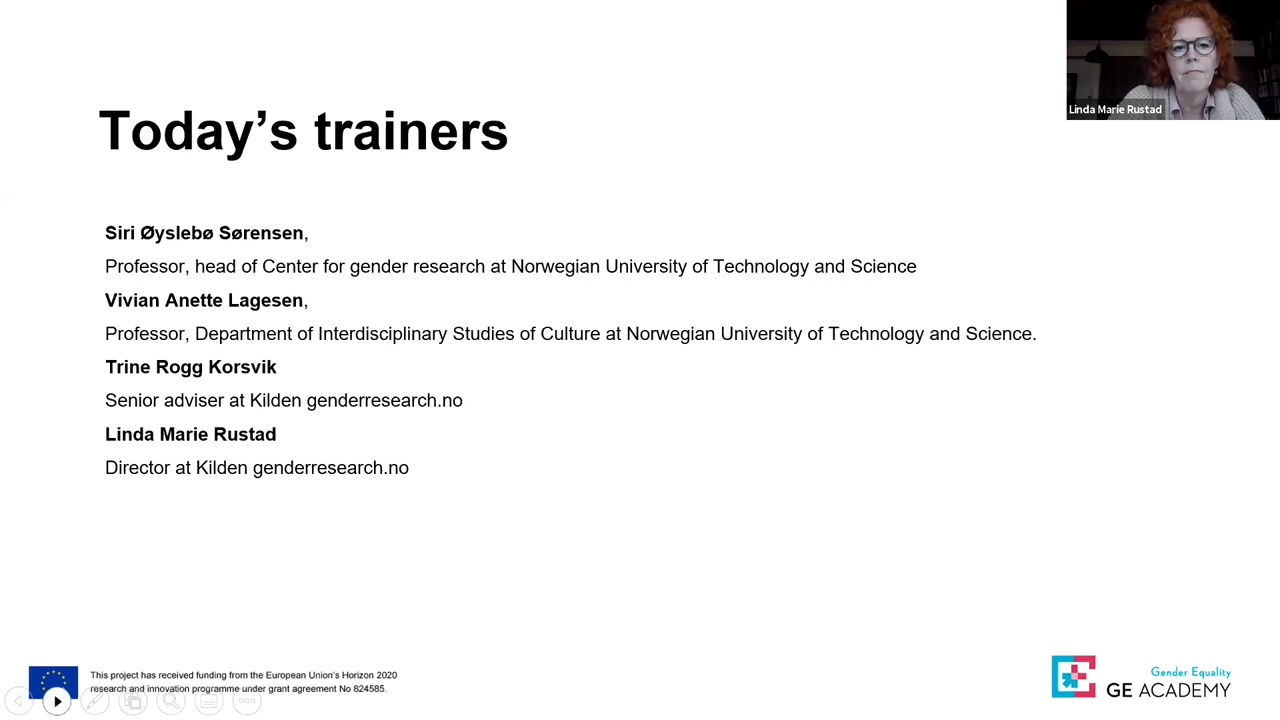 Linda Marie Rustad
Today’s trainers
Siri Øyslebø Sørensen,
Professor, head of Center for gender research at Norwegian University of Technology and Science
Vivian Anette Lagesen,
Professor, Department of Interdisciplinary Studies of Culture at Norwegian University of Technology and Science.
Trine Rogg Korsvik
Senior adviser at Kilden genderresearch.no
Linda Marie Rustad
Director at Kilden genderresearch.no
This project has received funding from the European Union’s Horizon 2020
research and innovation programme under grant agreement No 824585.
Gender Equality
GE ACADEMY